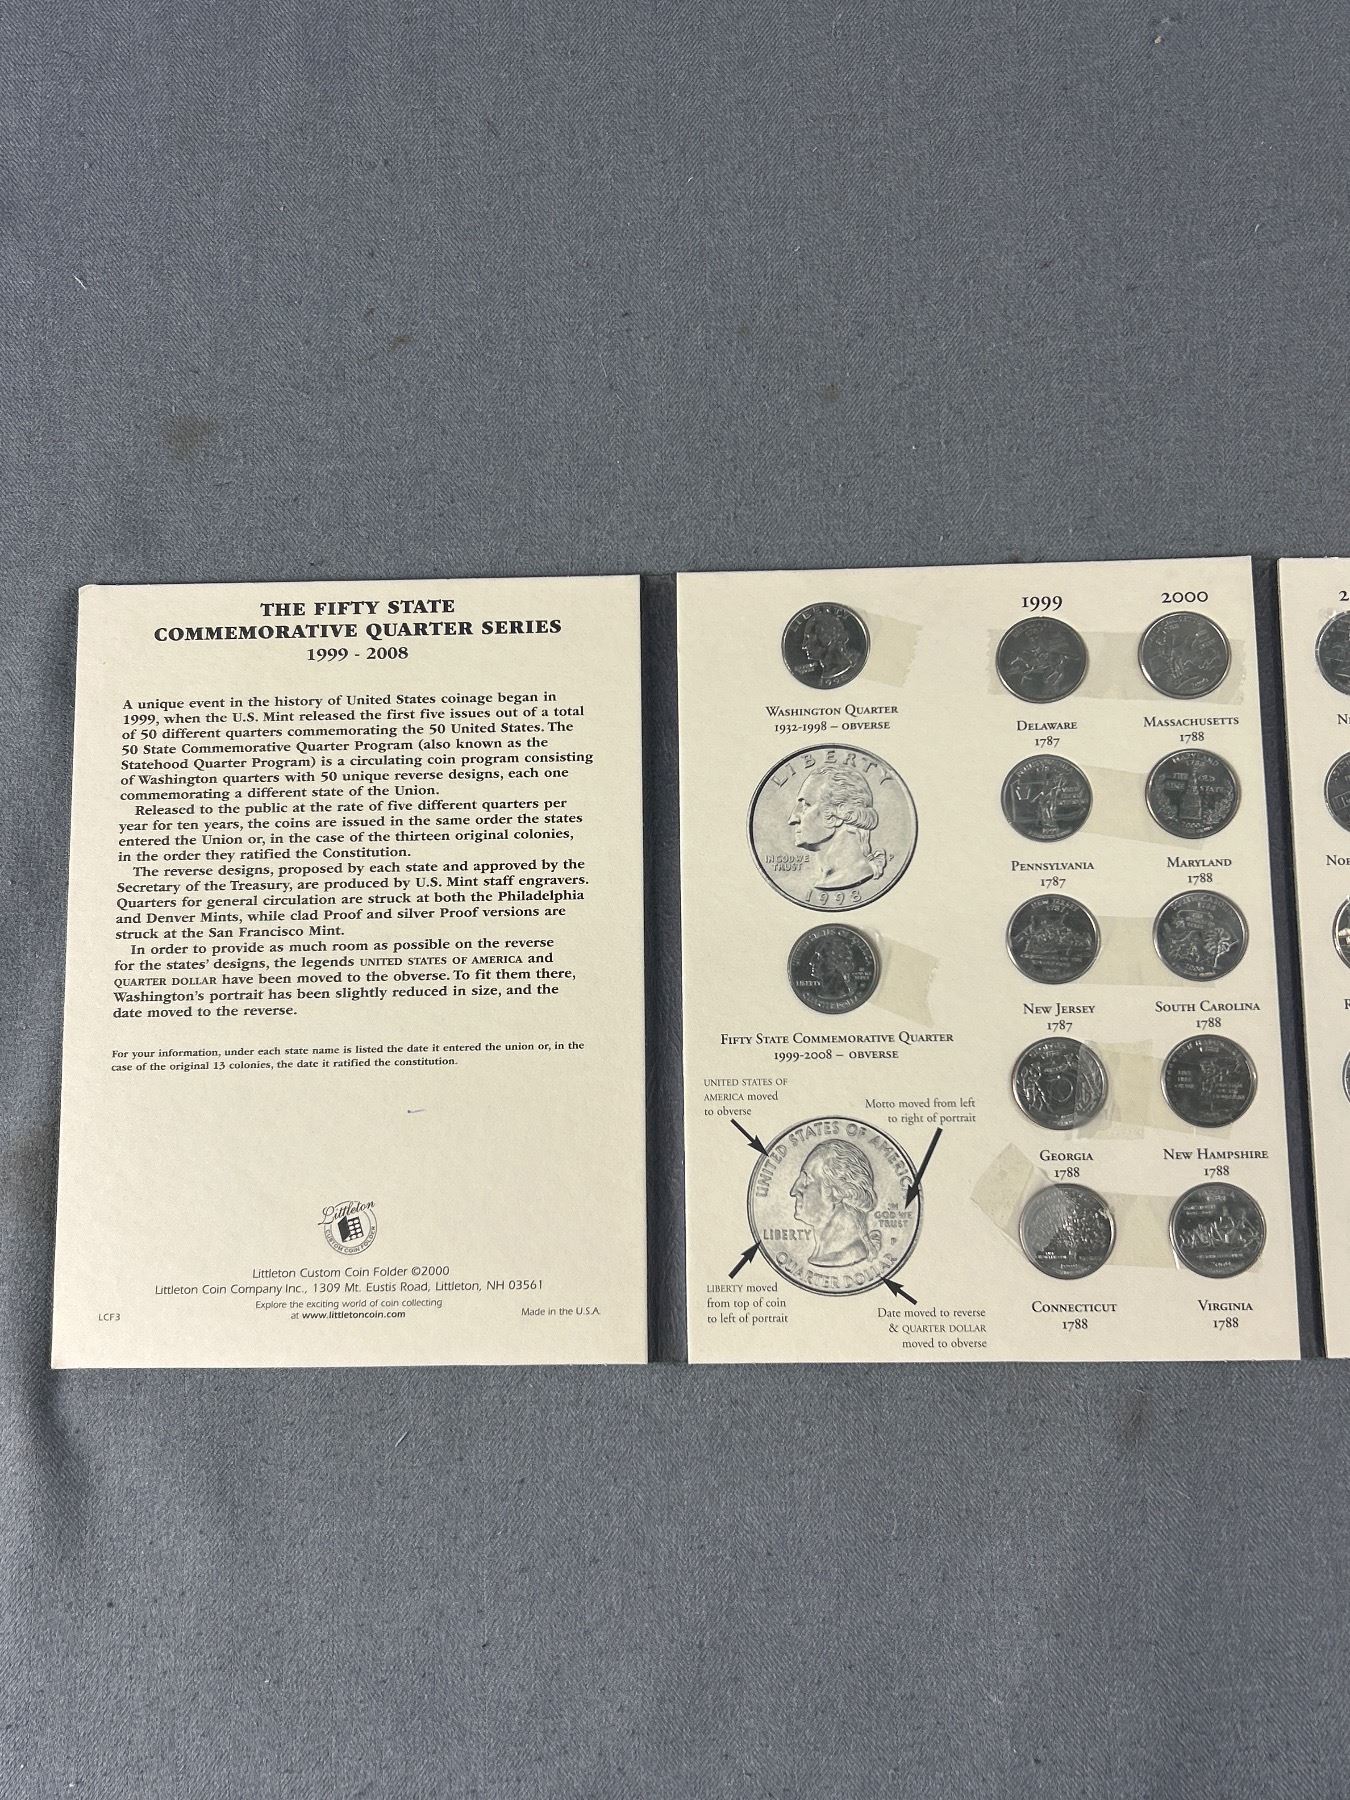 THE FIFTY STATE
COMMEMORATIVE QUARTER SERIES
1999 - 2008
A unique event in the history of United States coinage began in
1999, when the U.S. Mint released the first five issues out of a total
of 50 different quarters commemorating the 50 United States. The
50 State Commemorative Quarter Program (also known as the
Statehood Quarter Program) is a circulating coin program consisting
of Washington quarters with 50 unique reverse designs, each one
commemorating a different state of the Union.
Released to the public at the rate of five different quarters per
year for ten years, the coins are issued in the same order the states
entered the Union or, in the case of the thirteen original colonies,
in the order they ratified the Constitution.
The reverse designs, proposed by each state and approved by the
Secretary of the Treasury, are produced by U.S. Mint staff engravers.
Quarters for general circulation are struck at both the Philadelphia
and Denver Mints, while clad Proof and silver Proof versions are
struck at the San Francisco Mint.
In order to provide as much room as possible on the reverse
for the states' designs, the legends UNITED STATES OF AMERICA and
QUARTER DOLLAR have been moved to the obverse. To fit them there,
Washington's portrait has been slightly reduced in size, and the
date moved to the reverse.
For your information, under each state name is listed the date it entered the union or, in the
case of the original 13 colonies, the date it ratified the constitution.
Littleton
CUSTOM COIN FOLDER
Littleton Custom Coin Folder ©2000
Littleton Coin Company Inc., 1309 Mt. Eustis Road, Littleton, NH 03561
Explore the exciting world of coin collecting
at www.littletoncoin.com
LCF3
Made in the U.S.A.
WASHINGTON QUARTER
1932-1998 – OBVERSE
LIBERTY
IN GOD WE
TRUST
P
1998
FIFTY STATE COMMEMORATIVE QUARTER
1999-2008 – OBVERSE
UNITED STATES OF
AMERICA moved
to obverse
Motto moved from left
to right of portrait
UNITED STATES OF AMERICA
IN
GOD WE
TRUST
LIBERTY
P
QUARTER DOLLAR
LIBERTY moved
from top of coin
to left of portrait
Date moved to reverse
& QUARTER DOLLAR
moved to obverse
1999
DELAWARE
1787
PENNSYLVANIA
1787
NEW JERSEY
1787
GEORGIA
1788
CONNECTICUT
1788
2000
MASSACHUSETTS
1788
MARYLAND
1788
SOUTH CAROLINA
1788
NEW HAMPSHIRE
1788
VIRGINIA
1788